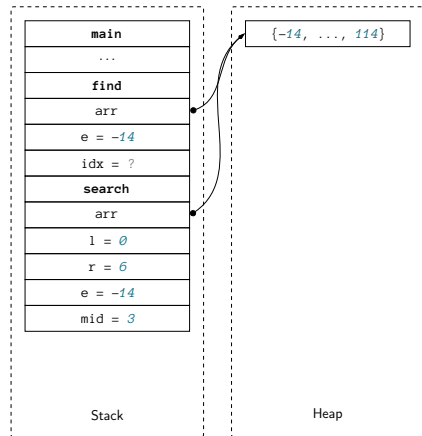 main
...
find
arr
e = -14
idx = ?
search
arr
l = 0
r = 6
e = -14
mid = 3
Stack
{-14, ..., 114}
Heap